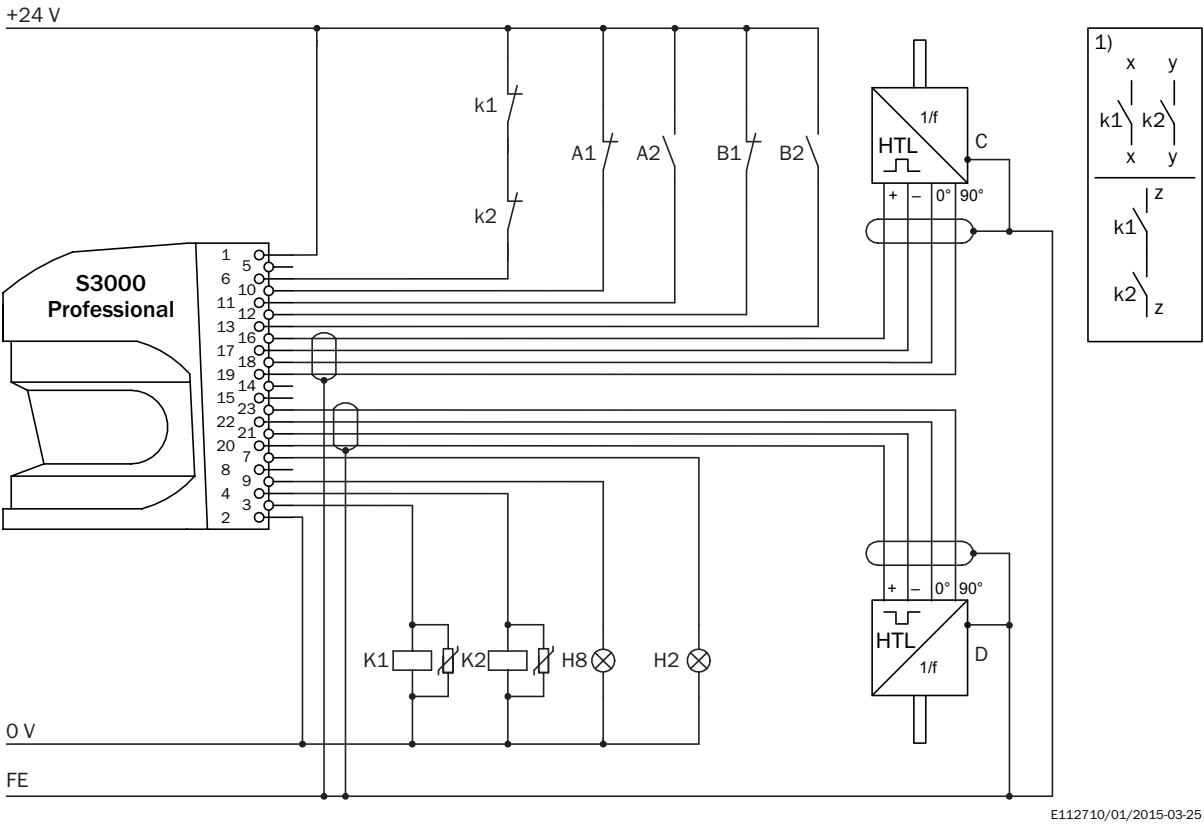 +24 V
1)
x y
k1 k2
x y
z
k1
k2
z
k1
k2
A1 A2 B1 B2
1/f
HTL
C
+ – 0° 90°
S3000
Professional
1
5
6
10
11
12
13
16
17
18
19
14
15
23
22
21
20
7
8
9
4
3
2
+ – 0° 90°
HTL
1/f
D
K1 K2 H8 H2
0 V
FE
E112710/01/2015-03-25